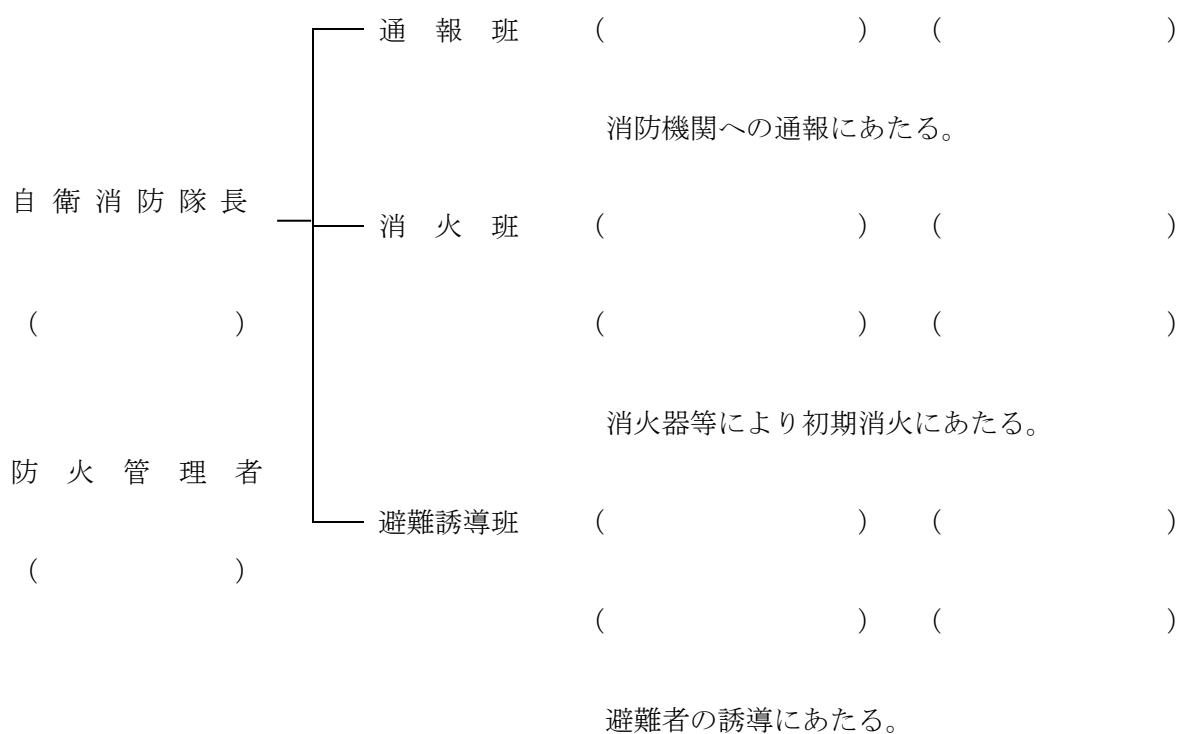 通 報 班 （　　　　　　　　　） （　　　　　　　　　）
消防機関への通報にあたる。
自 衛 消 防 隊 長
消 火 班 （　　　　　　　　　） （　　　　　　　　　）
（　　　　　　　） （　　　　　　　　　） （　　　　　　　　　）
消火器等により初期消火にあたる。
防 火 管 理 者
避難誘導班 （　　　　　　　　　） （　　　　　　　　　）
（　　　　　　　）
（　　　　　　　　　） （　　　　　　　　　）
避難者の誘導にあたる。